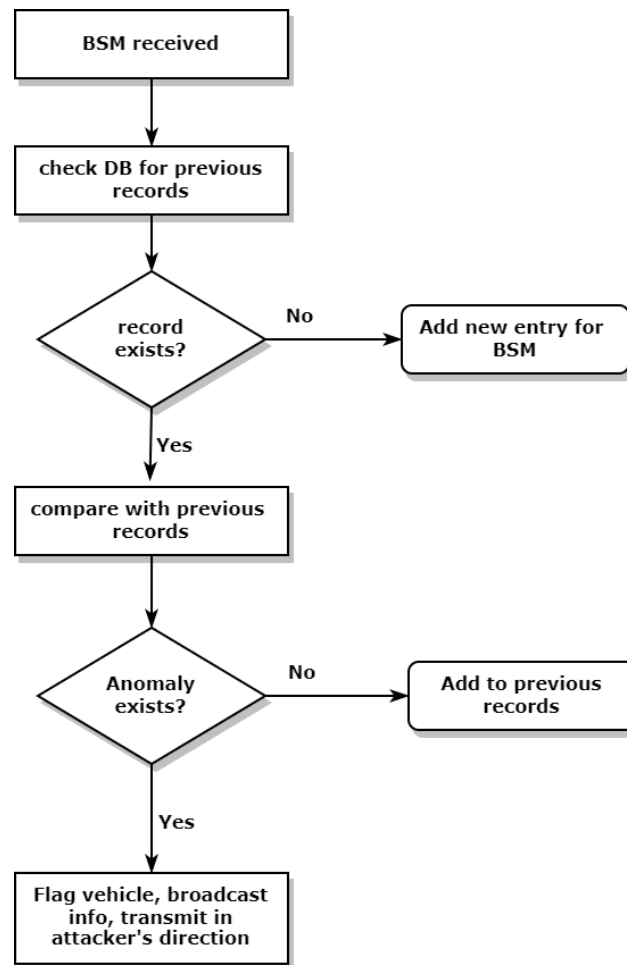 BSM received
check DB for previous
records
record
exists?
No
Add new entry for
BSM
Yes
compare with previous
records
Anomaly
exists?
No
Add to previous
records
Yes
Flag vehicle, broadcast
info, transmit in
attacker's direction